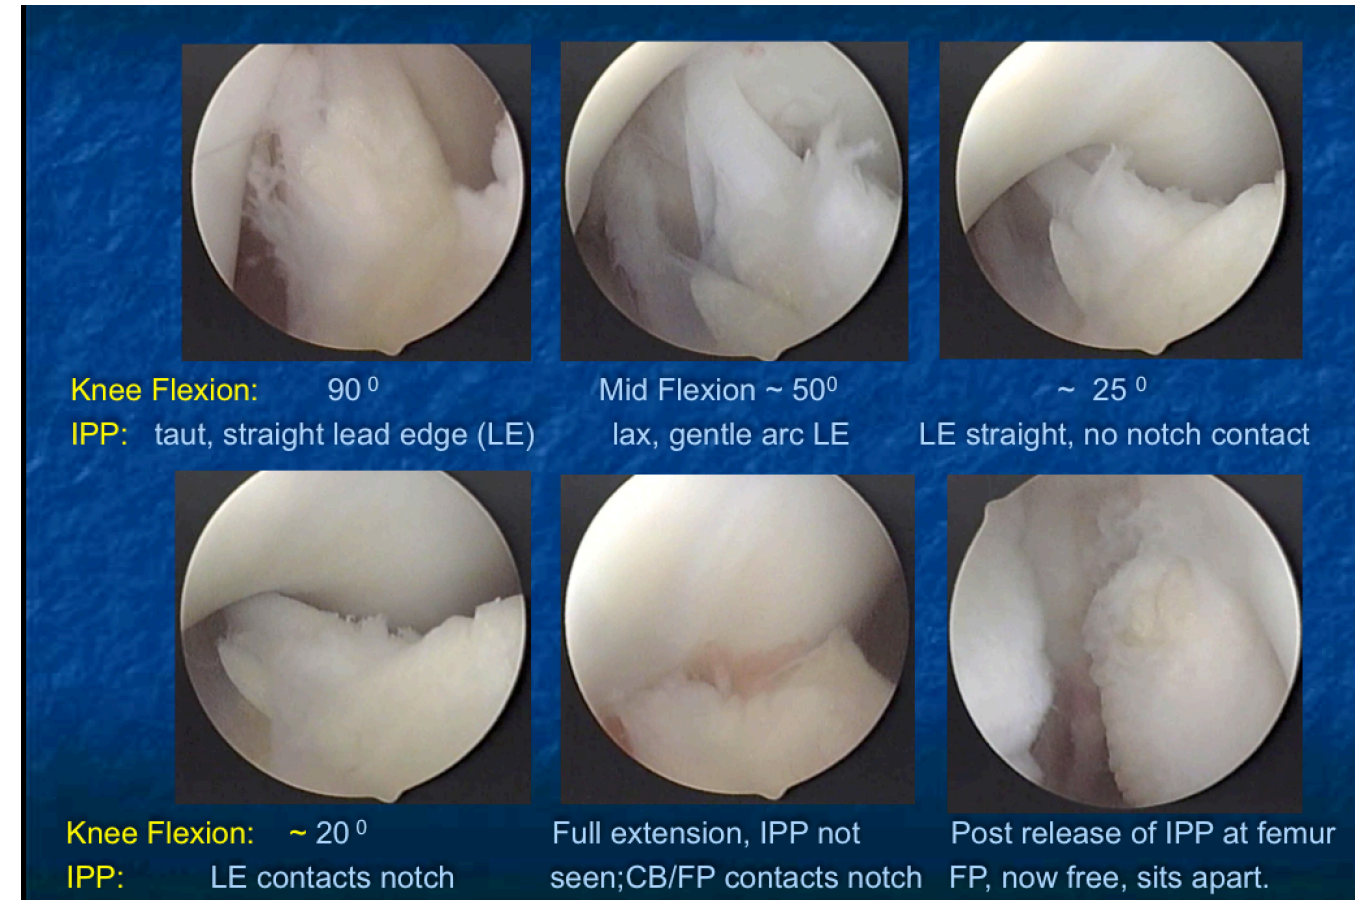 Knee Flexion: 90 ⁰ Mid Flexion ~ 50⁰ ~ 25 ⁰
IPP: taut, straight lead edge (LE) lax, gentle arc LE LE straight, no notch contact
Knee Flexion: ~ 20 ⁰ Full extension, IPP not Post release of IPP at femur
IPP: LE contacts notch seen;CB/FP contacts notch FP, now free, sits apart.